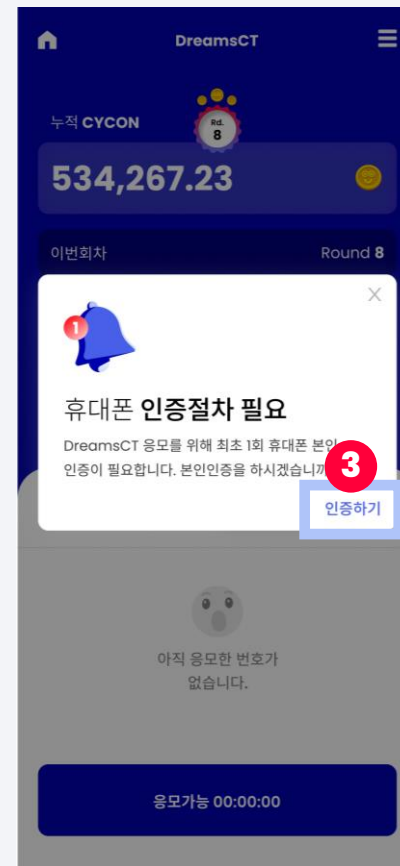 DreamsCT
누적 CYCON
Rd.
8
534,267.23
이번회차 Round 8
1
휴대폰 인증절차 필요
DreamsCT 응모를 위해 최초 1회 휴대폰 본인
인증이 필요합니다. 본인인증을 하시겠습니까
3
인증하기
아직 응모한 번호가
없습니다.
응모가능 00:00:00